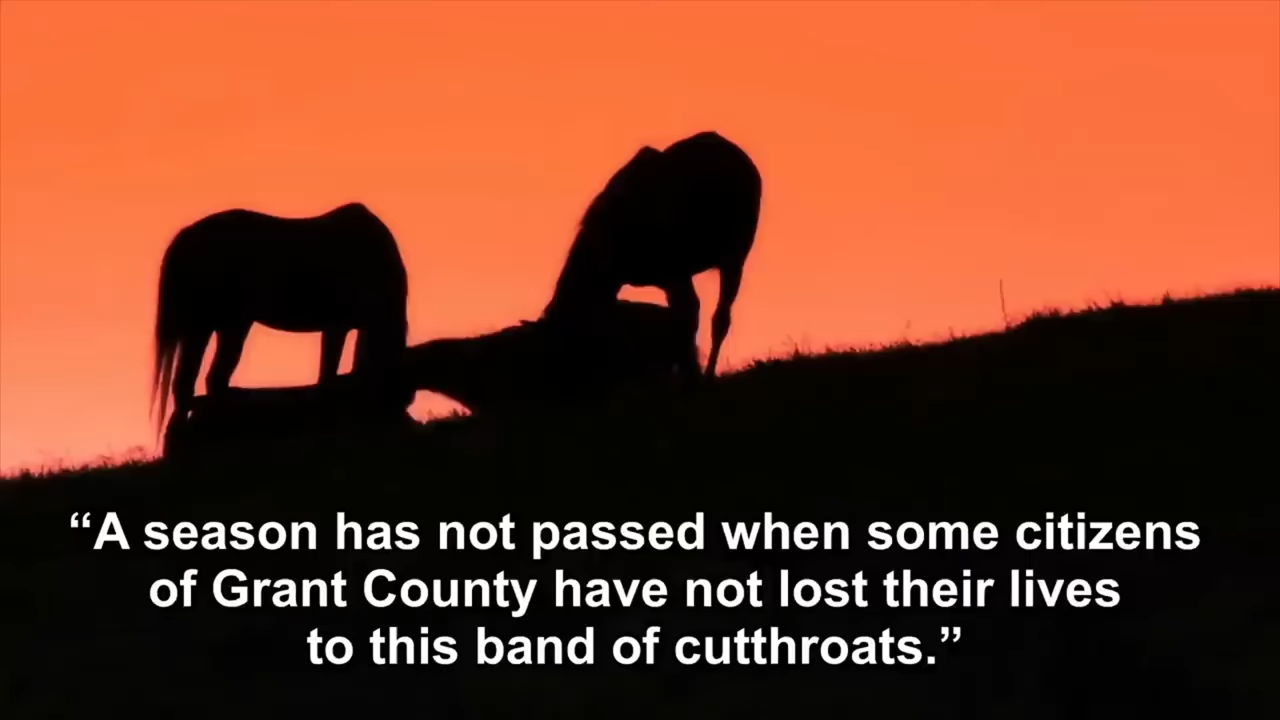 “A season has not passed when some citizens
of Grant County have not lost their lives
to this band of cutthroats.”